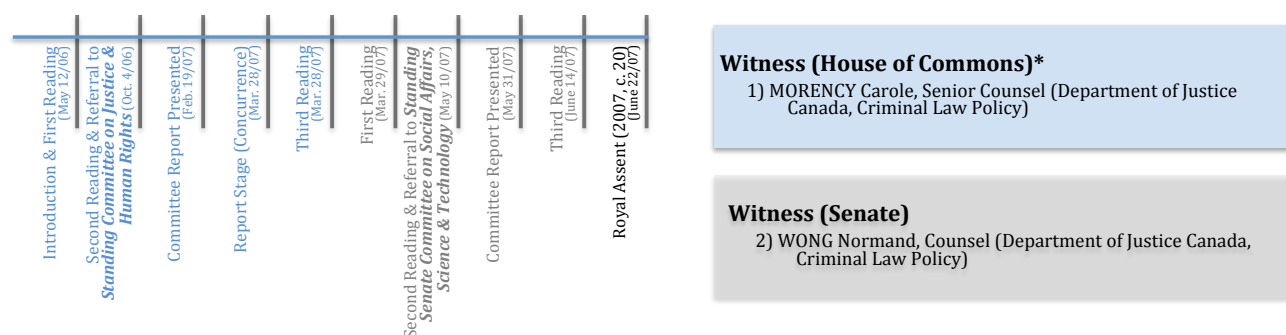 Introduction & First Reading
(May 12/06)
Second Reading & Referral to
Standing Committee on Justice &
Human Rights (Oct. 4/06)
Committee Report Presented
(Feb. 19/07)
Report Stage (Concurrence)
(Mar. 28/07)
Third Reading
(Mar. 28/07)
First Reading
(Mar. 29/07)
Second Reading & Referral to Standing
Senate Committee on Social Affairs,
Science & Technology (May 10/07)
Committee Report Presented
(May 31/07)
Third Reading
(June 14/07)
Royal Assent (2007, c. 20)
(June 22/07)
Witness (House of Commons)*
1) MORENCY Carole, Senior Counsel (Department of Justice
Canada, Criminal Law Policy)
Witness (Senate)
2) WONG Normand, Counsel (Department of Justice Canada,
Criminal Law Policy)